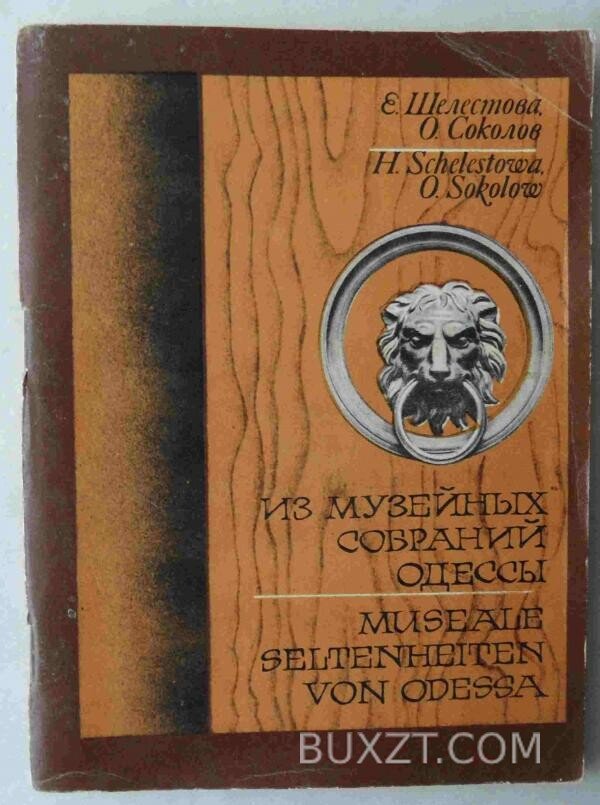 Е. Шелестова,
О. Соколов
H. Schelestowa,
O. Sokolow
ИЗ МУЗЕЙНЫХ
СОБРАНИЙ
ОДЕССЫ
MUSEALE
SELTENHEITEN
VON ODESSA
BUXZT.COM